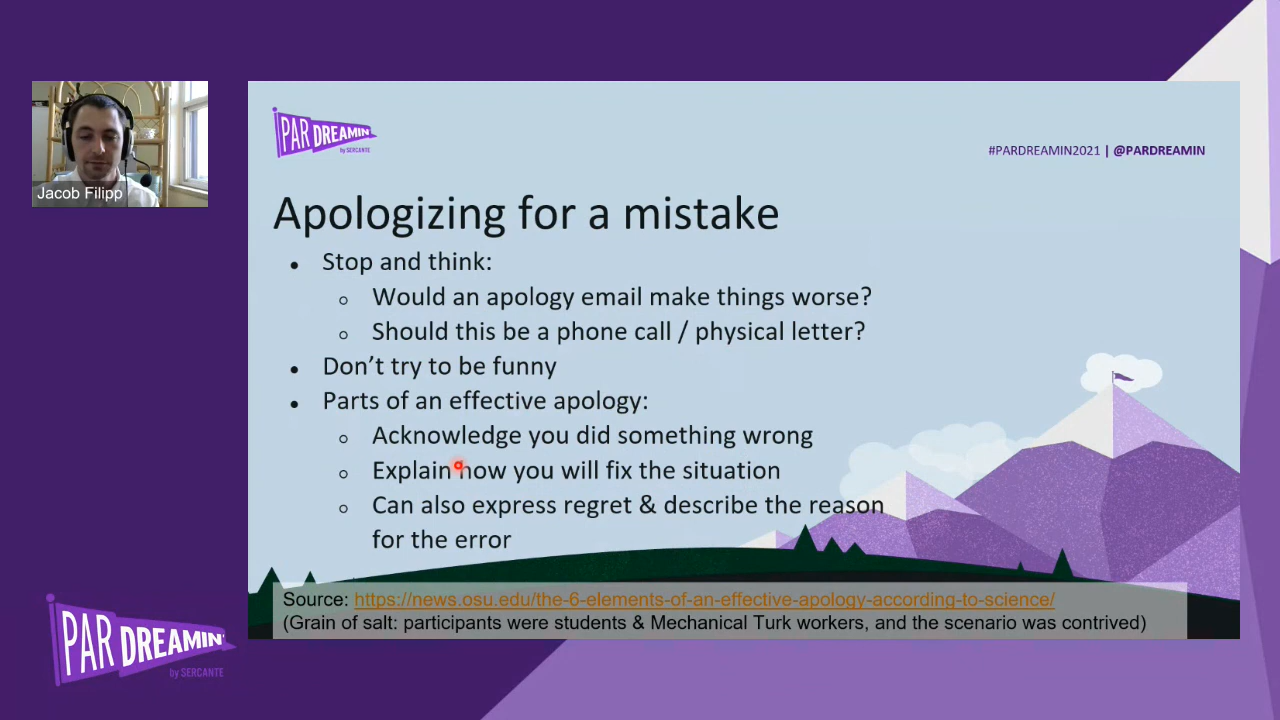 Jacob Filipp
PAR DREAMIN'
by SERCANTE
#PARDREAMIN2021 | @PARDREAMIN
Apologizing for a mistake
● Stop and think:
○ Would an apology email make things worse?
○ Should this be a phone call / physical letter?
● Don’t try to be funny
● Parts of an effective apology:
○ Acknowledge you did something wrong
○ Explain how you will fix the situation
○ Can also express regret & describe the reason
for the error
Source: https://news.osu.edu/the-6-elements-of-an-effective-apology-according-to-science/
(Grain of salt: participants were students & Mechanical Turk workers, and the scenario was contrived)
PAR DREAMIN'
by SERCANTE